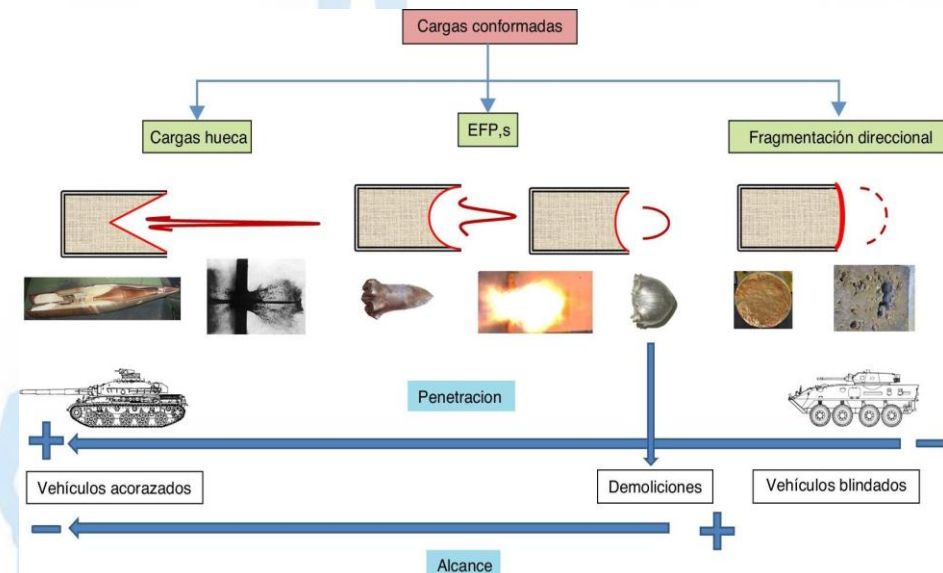 Cargas conformadas
Cargas hueca
EFP,s
Fragmentación direccional
Penetracion
Vehículos acorazados
Demoliciones
Vehículos blindados
Alcance